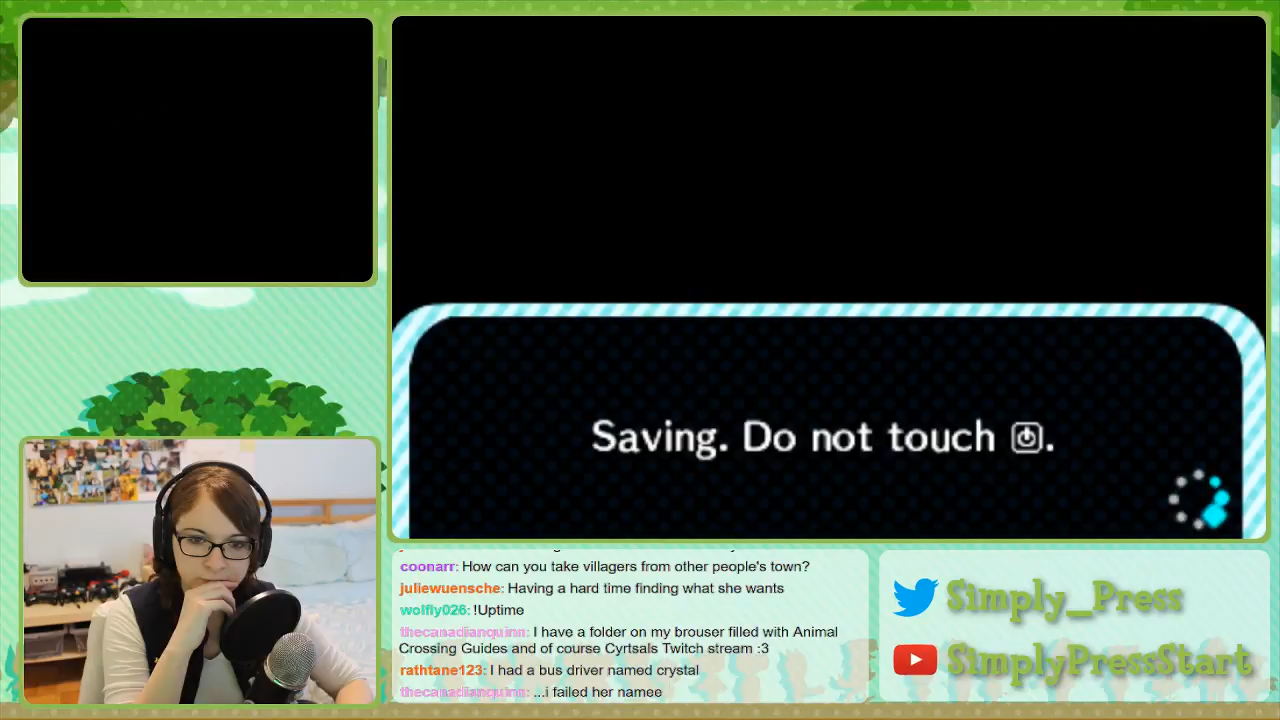 Saving. Do not touch .
coonarr: How can you take villagers from other people's town?
juliewuensche: Having a hard time finding what she wants
wolfly026: !Uptime
thecanadianquinn: I have a folder on my brouser filled with Animal
Crossing Guides and of course Cyrtsals Twitch stream :3
rathtane123: I had a bus driver named crystal
thecanadianquinn: ...i failed her namee
Simply_Press
SimplyPressStart